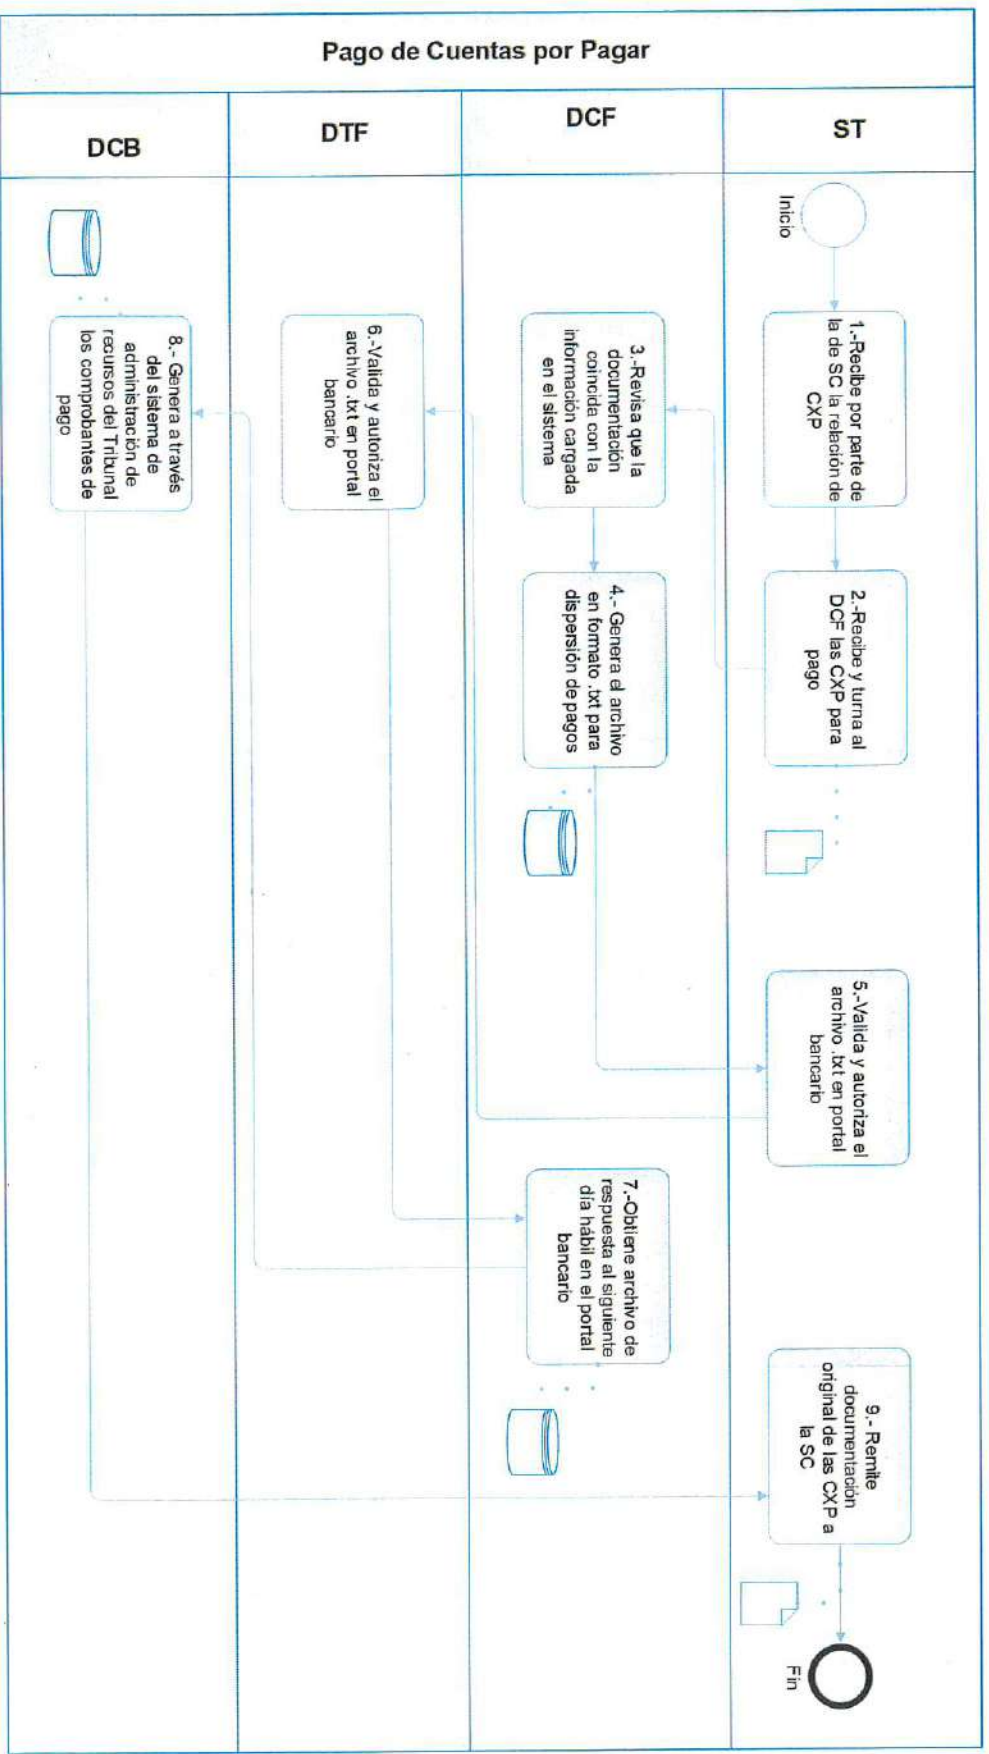 Pago de Cuentas por Pagar
ST
DCF
DTF
DCB
Inicio
1.-Recibe por parte de
la de SC la relación de
CXP
2.-Recibe y turna al
DCF las CXP para
pago
3.-Revisa que la
documentación
coincida con la
información cargada
en el sistema
4.- Genera el archivo
en formato .txt para
dispersión de pagos
5.-Valida y autoriza el
archivo .txt en portal
bancario
6.-Valida y autoriza el
archivo .txt en portal
bancario
7.-Obtiene archivo de
respuesta al siguiente
día hábil en el portal
bancario
8.- Genera a través
del sistema de
administración de
recursos del Tribunal
los comprobantes de
pago
9.- Remite
documentación
original de las CXP a
la SC
Fin